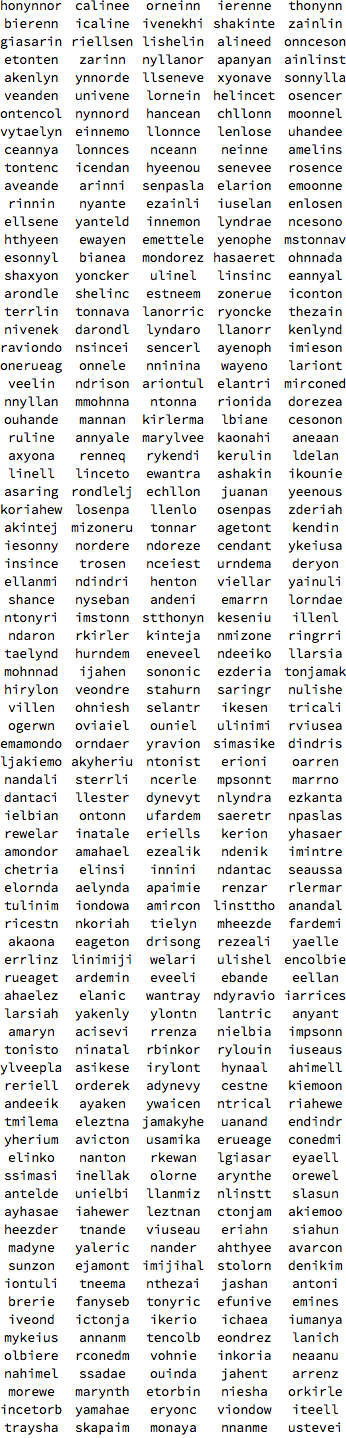 honynnor calinee orneinn ierenne thonynn
bierenn icaline ivenekhi shakinte zainlin
giasarin riellsen lishelin alineed onnceson
etonten zarinn nyllanor apanyan ainlinst
akenlyn ynnorde llseneve xyonave sonnylla
veanden univene lornein helincet osencer
ontencol nynnord hancean chllonn moonnel
vytaelyn einnemo llonnce lenlose uhandee
ceannya lonnces nceann neinne amelins
tontenc icendan hyeenou senevee rosence
aveande arinni senpasla elarion emoonne
rinnin nyante ezainli iuselan enlosen
ellsene yanteld innemon lyndrae ncesono
hthyeen ewayen emettele yenophe mstonnav
esonnyl bianea mondorez hasaeret ohnnada
shaxyon yoncker ulinel linsinc eannyal
arondle shelinc estneem zonerue iconton
terrlin tonnava lanorric ryoncke thezain
nivenek darondl lyndaro llanorr kenlynd
raviondo nsincei sencerl ayenoph imieson
onerueag onnele nninina wayeno lariont
veelin ndrison ariontul elantri mirconed
nnyllan mmohnna ntonna rionida dorezea
ouhande mannan kirlerma lbiane cesonon
ruline annyale marylvee kaonahi aneaan
axyona renneq rykendi kerulin ldelan
linell linceto ewantra ashakin ikounie
asaring rondlelj echllon juanan yeenous
koriahew losenpa llenlo osenpas zderiah
akintej mizoneru tonnar agetont kendin
iesonny nordere ndoreze cendant ykeiusa
insince trosen nceiest urndema deryon
ellanmi ndindri henton viellar yainuli
shance nyseban andeni emarrn lorndae
ntonyri imstonn stthonyn keseniu illenl
ndaron rkirler kinteja nmizone ringrri
taelynd hurndem eneveel ndeeiko llarsia
mohnnad ijahen sononic ezderia tonjamak
hirylon veondre stahurn saringr nulishe
villen ohniesh selantr ikesen tricali
ogerwn oviaiel ouniel ulinimi rviusea
emamondo orndaer yravion simasike dindris
ljakiemo akyheriu ntonist erioni oarren
nandali sterrli ncerle mpsonnt marrno
dantaci llester dynevyt nlyndra ezkanta
ielbian ontonn ufardem saeretr npaslas
rewelar inatale eriells kerion yhasaer
amondor amahael ezealik ndenik imintre
chetria elinsi innini ndantac seaussa
elornda aelynda apaimie renzar rlermar
tulinim iondowa amircon linsttho anandal
ricestn nkoriah tielyn mheezde fardemi
akaona eageton drisong rezeali yaelle
errlinz linimiji welari ulishel encolbie
rueaget ardemin eveeli ebande eellan
ahaelez elanic wantray ndyravio iarrices
larsiah yakenly ylontn lantric anyant
amaryn acisevi rrenza nielbia impsonn
tonisto ninatal rbinkor rylouin iuseaus
ylveepla asikese irylont hynaal ahimell
reriell orderek adynevy cestne kiemoon
andeeik ayaken ywaicen ntrical riahewe
tmilema eleztna jamakyhe uanand endindr
yherium avicton usamika erueage conedmi
elinko nanton rkewan lgiasar eyaell
ssimasi inellak olorne arynthe orewel
antelde unielbi llanmiz nlinstt slasun
ayhasae iahewer leztnan ctonjam akiemoo
heezder tnande viuseau eriahn siahun
madyne yaleric nander ahthyee avarcon
sunzon ejamont imijihal stolorn denikim
iontuli tneema nthezai jashan antoni
brerie fanyseb tonyric efunive emines
iveond ictonja ikerio ichaea iumanya
mykeius annanm tencolb eondrez lanich
olbiere rconedm vohnie inkoria neaanu
nahimel ssadae ouinda jahent arrenz
morewe marynth etorbin niesha orkirle
incetorb yamahae eryonc viondow iteell
traysha skapaim monaya nnanme ustevei